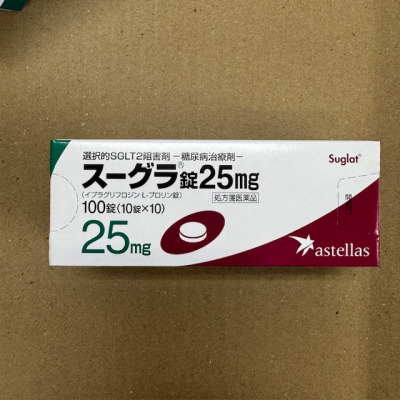 選択的SGLT2阻害剤 -糖尿病治療剤-
Suglat®
スーグラ®錠25mg
(イプラグリフロジン L-プロリン錠)
処方箋医薬品
100錠(10錠×10)
25mg
astellas
開